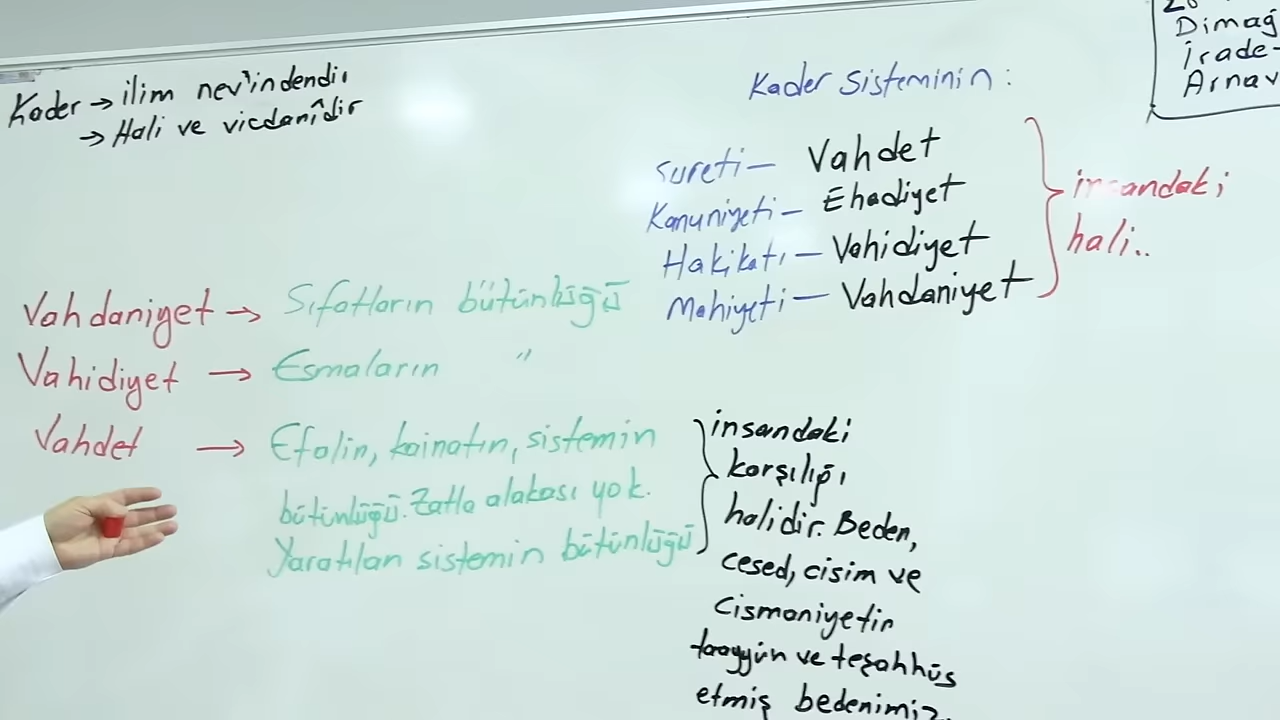 Kader → ilim nev'indendir
→ Hali ve vicdanîdir
Kader Sisteminin :
Sureti — Vahdet
Kanuniyeti — Ehadiyet
Hakikatı — Vahidiyet
Mahiyeti — Vahdaniyet
insandaki
hali..
Dimağ
İrade-
Arnav
Vahdaniyet → Sıfatların bütünlüğü
Vahidiyet → Esmaların "
Vahdet → Efalin, kainatın, sistemin
bütünlüğü. Zatla alakası yok.
Yaratılan sistemin bütünlüğü
insandaki
karşılığı
halidir. Beden,
cesed, cisim ve
Cismaniyetin
taayyün ve teşahhüs
etmiş bedenimiz.